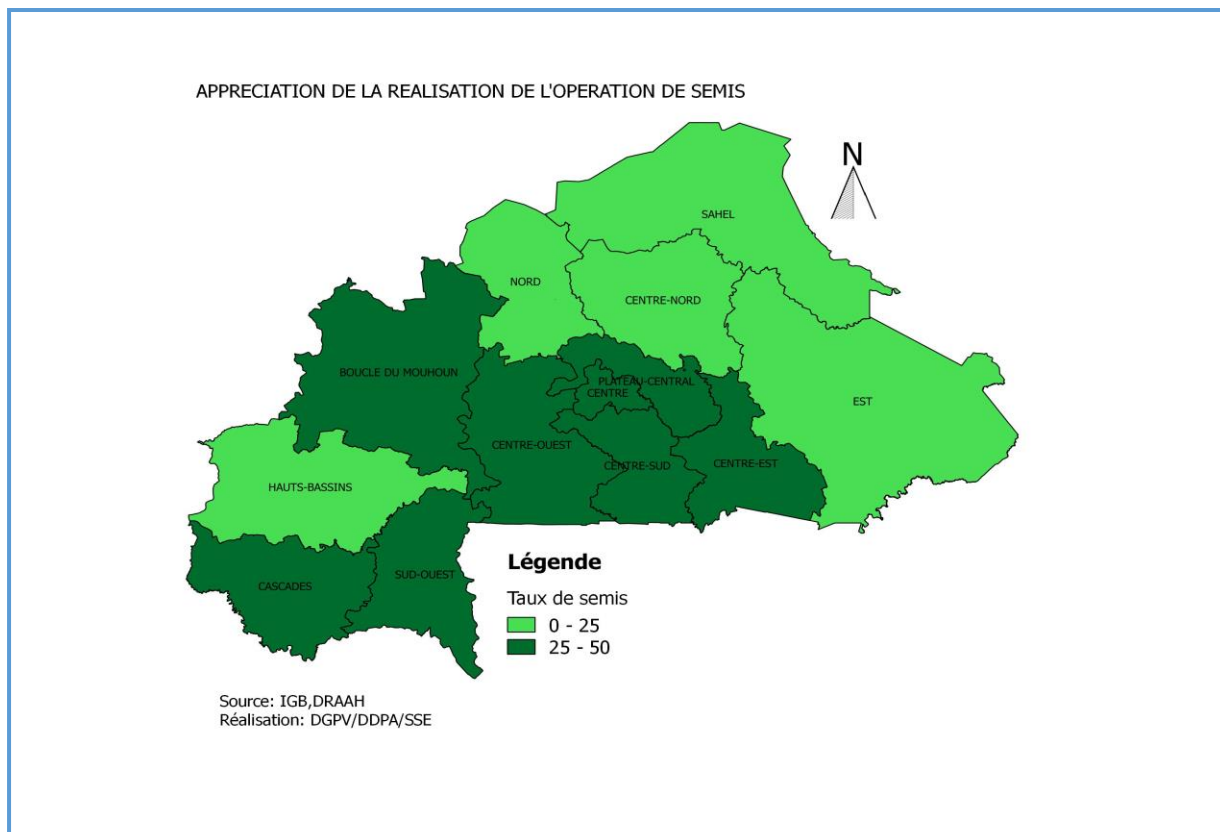 APPRECIATION DE LA REALISATION DE L'OPERATION DE SEMIS
N
SAHEL
NORD
CENTRE-NORD
BOUCLE DU MOUHOUN
PLATEAU-CENTRAL
CENTRE
EST
CENTRE-OUEST
CENTRE-SUD
CENTRE-EST
HAUTS-BASSINS
CASCADES
SUD-OUEST
Légende
Taux de semis
0 - 25
25 - 50
Source: IGB,DRAAH
Réalisation: DGPV/DDPA/SSE